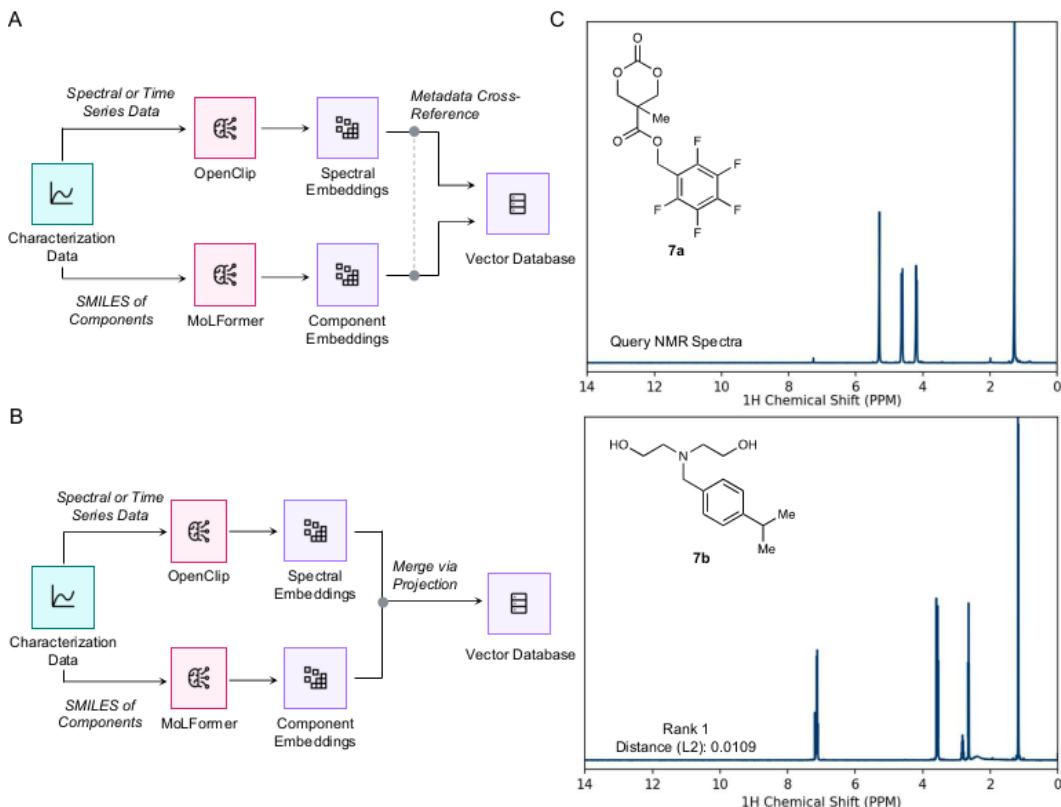 A
Spectral or Time
Series Data
Metadata Cross-
Reference
OpenClip
Spectral
Embeddings
Characterization
Data
Vector Database
SMILES of
Components
MoLFormer
Component
Embeddings
B
Spectral or Time
Series Data
OpenClip
Spectral
Embeddings
Merge via
Projection
Characterization
Data
Vector Database
SMILES of
Components
MoLFormer
Component
Embeddings
C
O
O
O
Me
O
O
F
F
F
F
F
7a
Query NMR Spectra
14 12 10 8 6 4 2 0
1H Chemical Shift (PPM)
HO
OH
N
Me
Me
7b
Rank 1
Distance (L2): 0.0109
14 12 10 8 6 4 2 0
1H Chemical Shift (PPM)